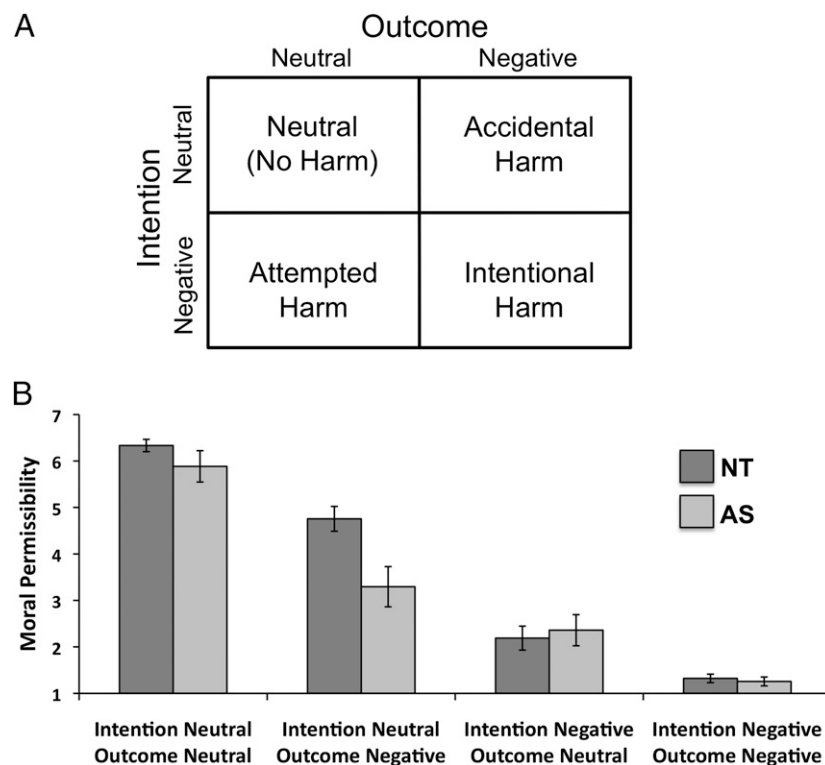 A
Outcome
Neutral Negative
Intention
Neutral
Neutral
(No Harm)
Accidental
Harm
Negative
Attempted
Harm
Intentional
Harm
B
Moral Permissibility
7
6
5
4
3
2
1
NT
AS
Intention Neutral
Outcome Neutral
Intention Neutral
Outcome Negative
Intention Negative
Outcome Neutral
Intention Negative
Outcome Negative